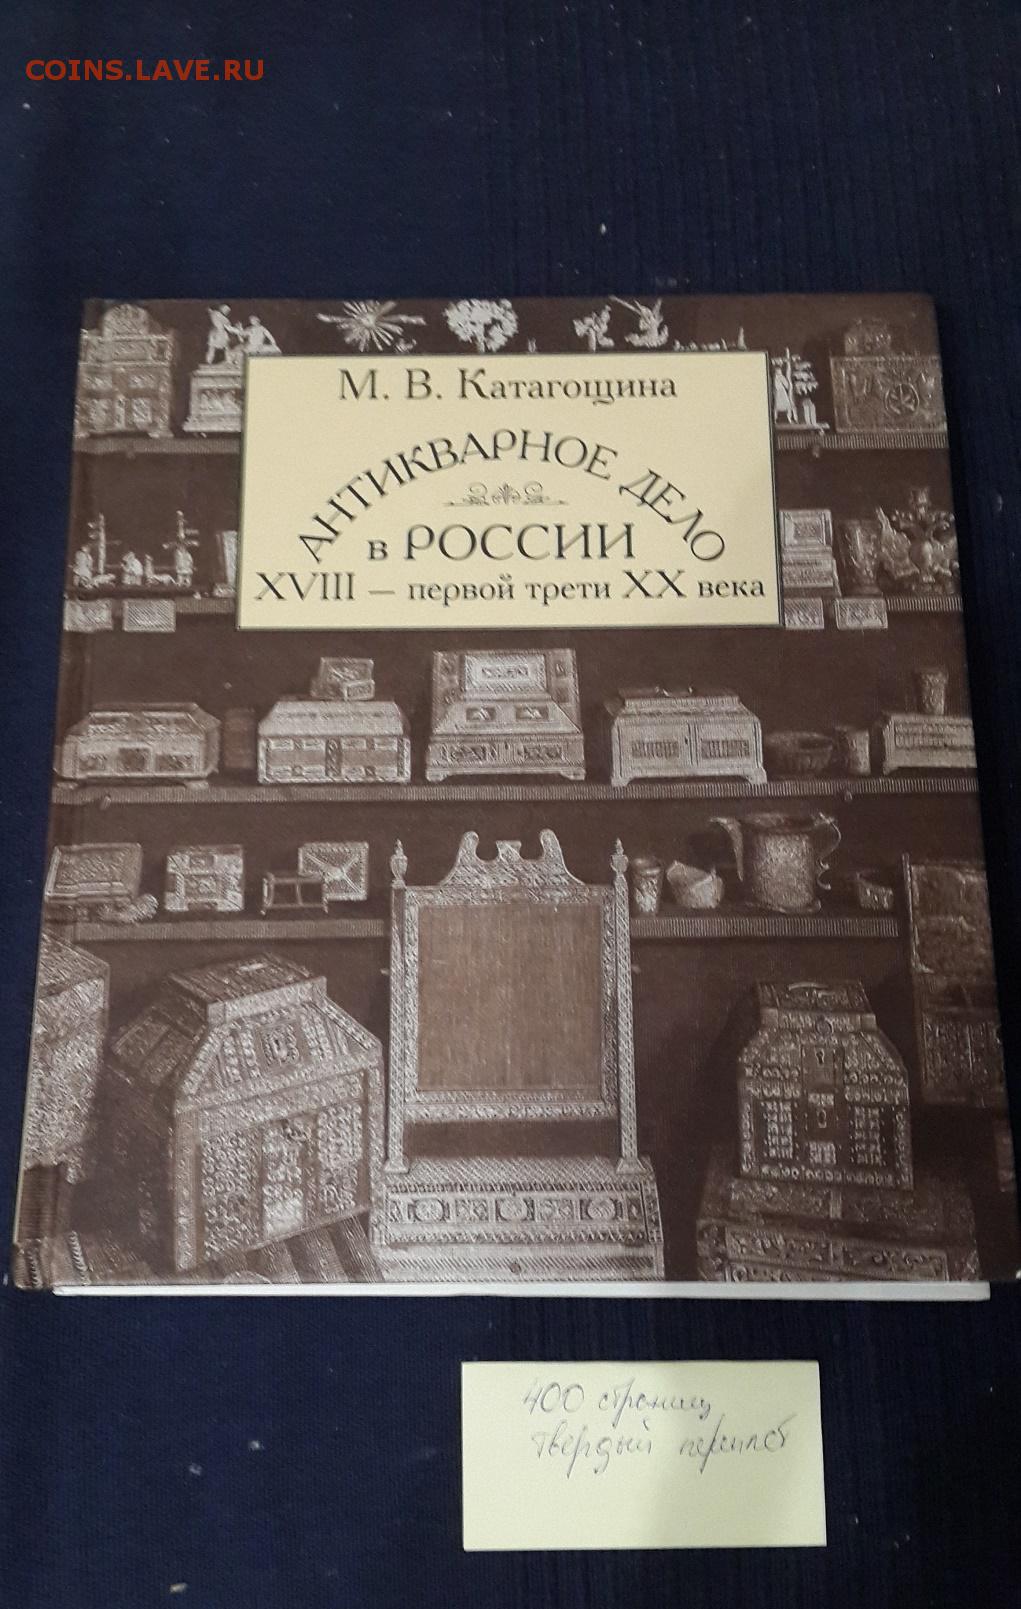 COINS.LAVE.RU
М. В. Катагощина
АНТИКВАРНОЕ ДЕЛО
в РОССИИ
XVIII – первой трети XX века
400 страниц
твердый переплет